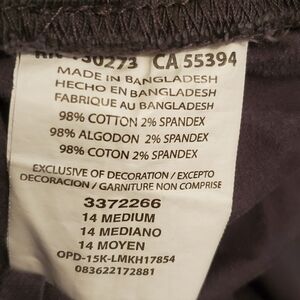 CA 55394
MADE IN BANGLADESH
HECHO EN BANGLADESH
FABRIQUE AU BANGLADESH
98% COTTON 2% SPANDEX
98% ALGODON 2% SPANDEX
98% COTON 2% SPANDEX
EXCLUSIVE OF DECORATION / EXCEPTO
DECORACION / GARNITURE NON COMPRISE
3372266
14 MEDIUM
14 MEDIANO
14 MOYEN
OPD-15K-LMKH17854
083622172881